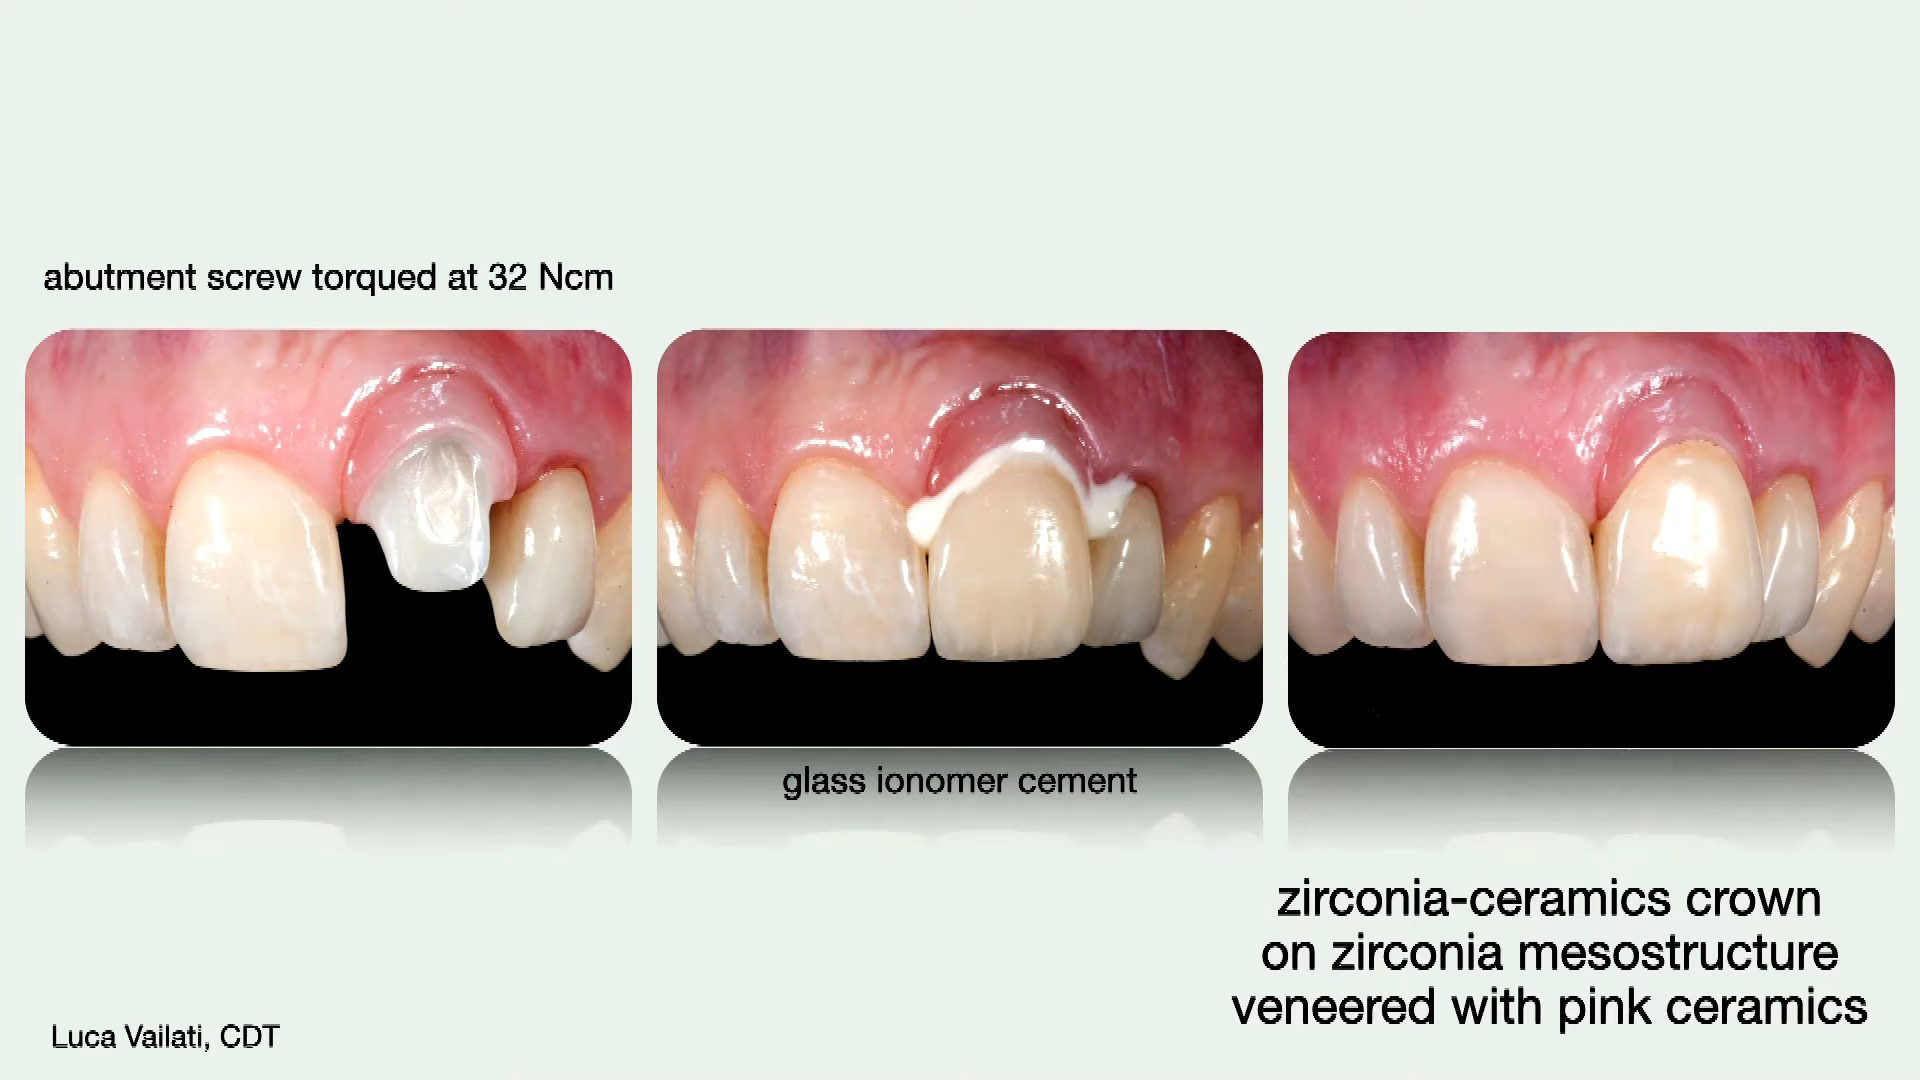 abutment screw torqued at 32 Ncm
glass ionomer cement
zirconia-ceramics crown
on zirconia mesostructure
veneered with pink ceramics
Luca Vailati, CDT